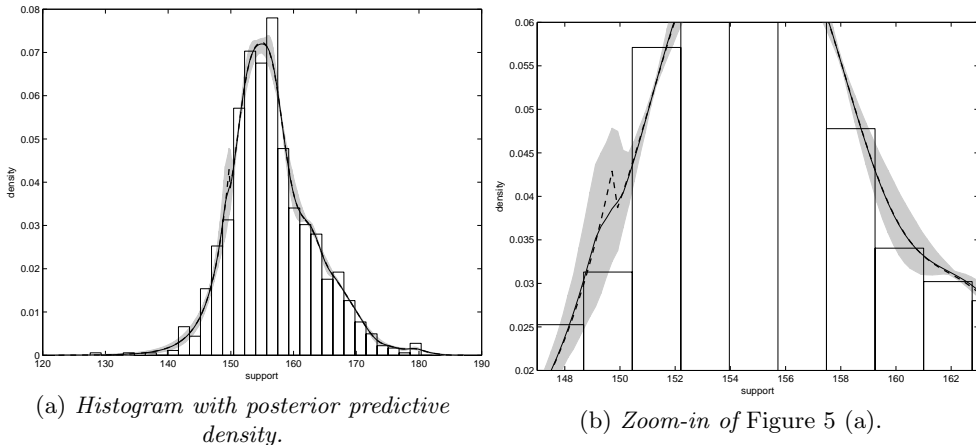 0.08
0.07
0.06
0.05
0.04
0.03
0.02
0.01
0
density
120 130 140 150 160 170 180 190
support
(a) Histogram with posterior predictive
density.
0.06
0.055
0.05
0.045
0.04
0.035
0.03
0.025
0.02
density
148 150 152 154 156 158 160 162
support
(b) Zoom-in of Figure 5 (a).